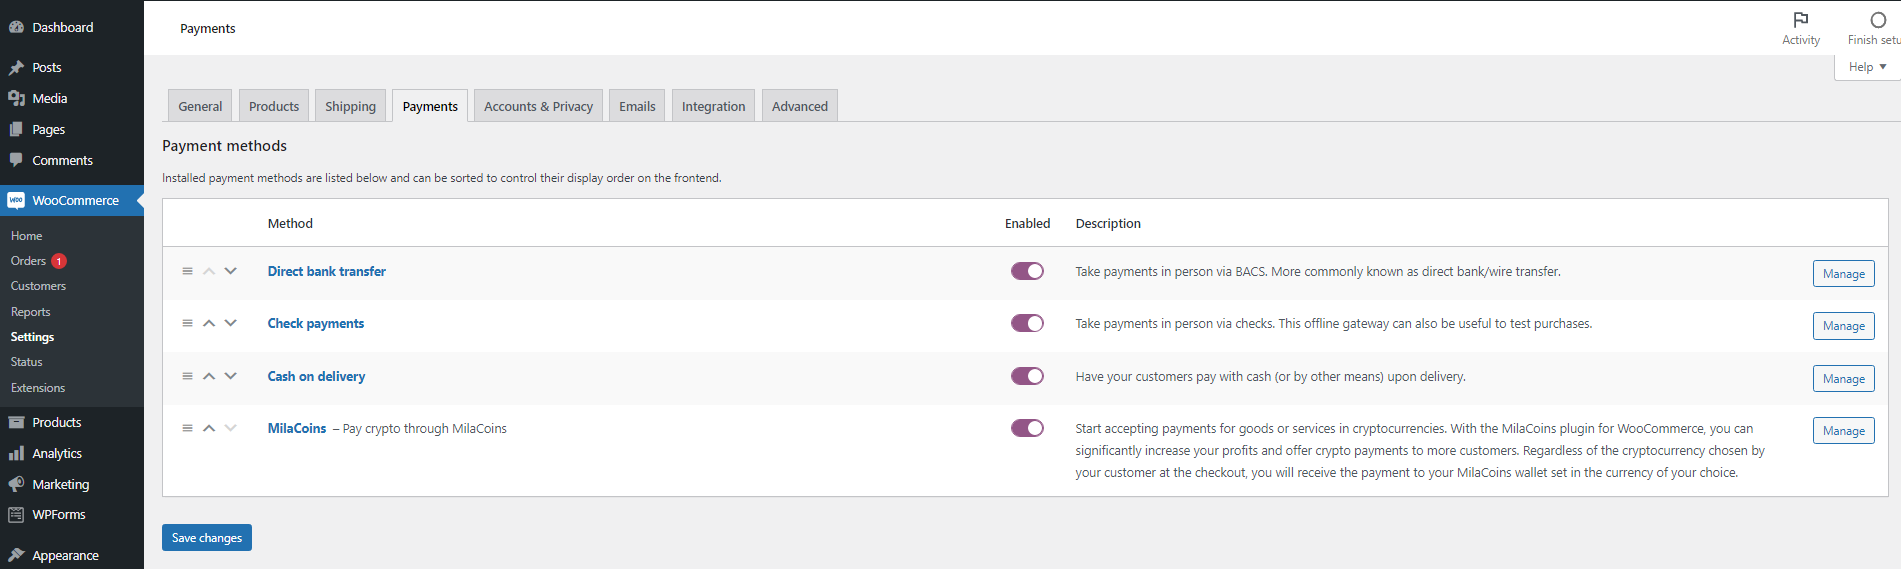 Dashboard
Posts
Media
Pages
Comments
WOO WooCommerce
Home
Orders 1
Customers
Reports
Settings
Status
Extensions
Products
Analytics
Marketing
WPForms
Appearance
Payments
Activity
Finish setu
Help
General Products Shipping Payments Accounts & Privacy Emails Integration Advanced
Payment methods
Installed payment methods are listed below and can be sorted to control their display order on the frontend.
Method Enabled Description
Direct bank transfer Take payments in person via BACS. More commonly known as direct bank/wire transfer. Manage
Check payments Take payments in person via checks. This offline gateway can also be useful to test purchases. Manage
Cash on delivery Have your customers pay with cash (or by other means) upon delivery. Manage
MilaCoins – Pay crypto through MilaCoins Start accepting payments for goods or services in cryptocurrencies. With the MilaCoins plugin for WooCommerce, you can Manage
significantly increase your profits and offer crypto payments to more customers. Regardless of the cryptocurrency chosen by
your customer at the checkout, you will receive the payment to your MilaCoins wallet set in the currency of your choice.
Save changes